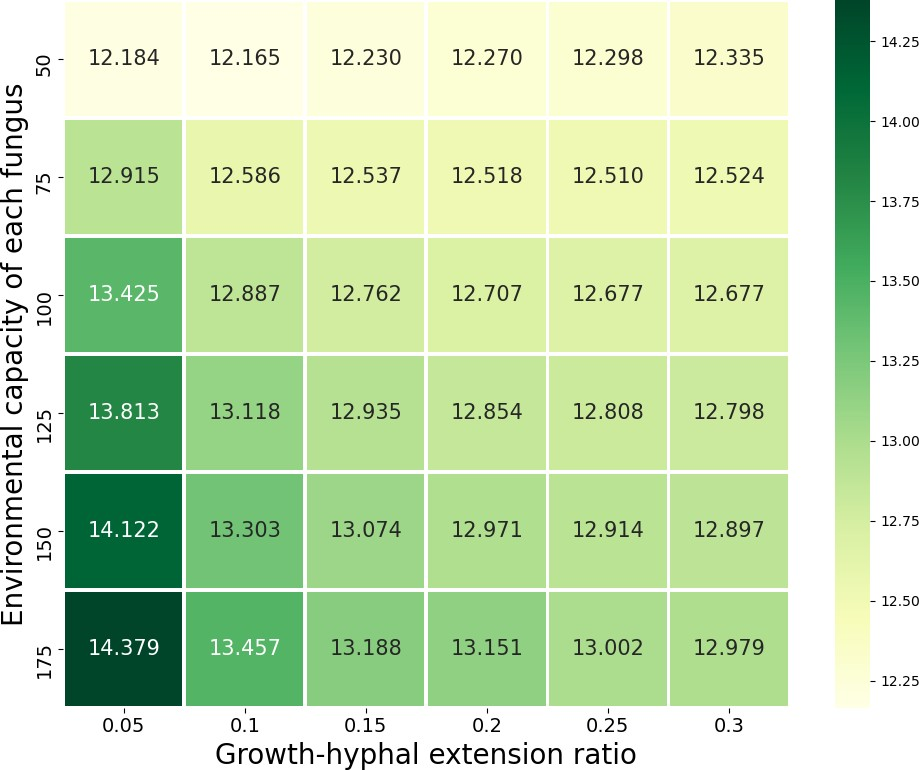 Environmental capacity of each fungus
50 12.184 12.165 12.230 12.270 12.298 12.335
75 12.915 12.586 12.537 12.518 12.510 12.524
100 13.425 12.887 12.762 12.707 12.677 12.677
125 13.813 13.118 12.935 12.854 12.808 12.798
150 14.122 13.303 13.074 12.971 12.914 12.897
175 14.379 13.457 13.188 13.151 13.002 12.979
0.05 0.1 0.15 0.2 0.25 0.3
Growth-hyphal extension ratio
14.25
14.00
13.75
13.50
13.25
13.00
12.75
12.50
12.25